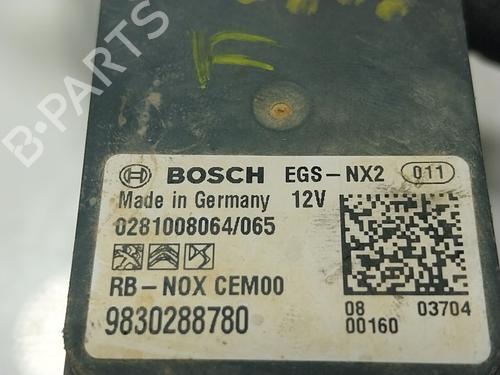 F
B-PARTS
BOSCH EGS-NX2 011
Made in Germany 12V
0281008064/065
RB-NOX CEM00
9830288780
08 03704
00160